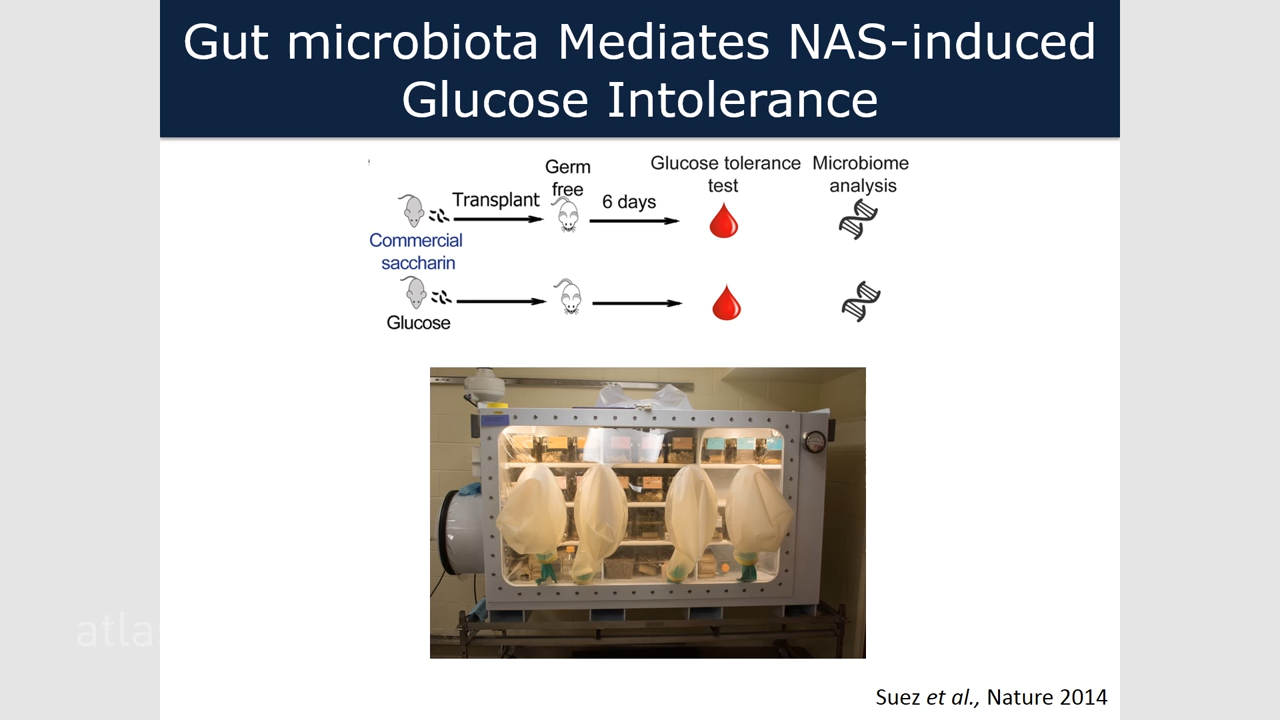 Gut microbiota Mediates NAS-induced
Glucose Intolerance
Germ
free
Glucose tolerance
test
Microbiome
analysis
Transplant
6 days
Commercial
saccharin
Glucose
atlas
Suez et al., Nature 2014